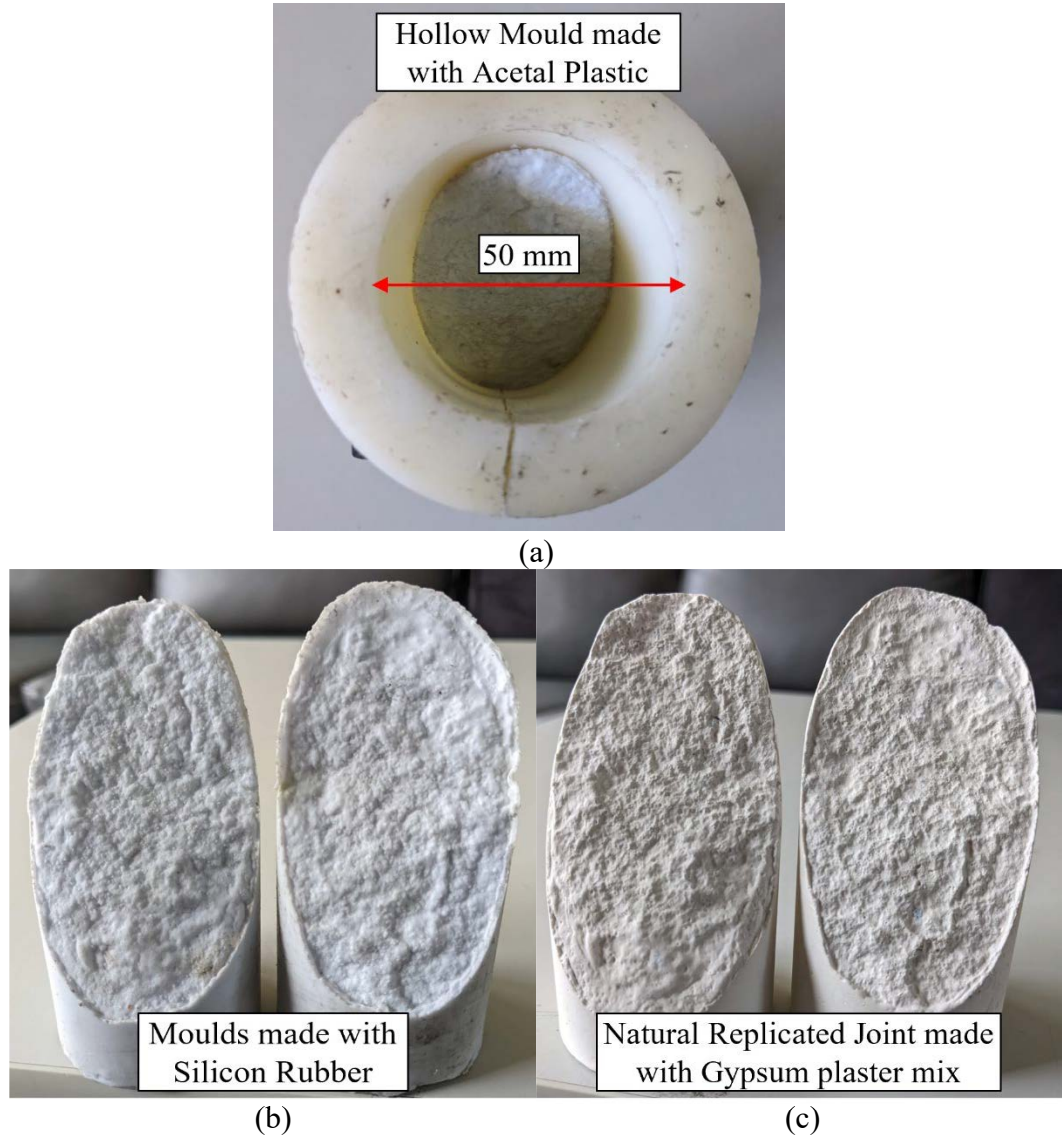 Hollow Mould made
with Acetal Plastic
50 mm
(a)
Moulds made with
Silicon Rubber
Natural Replicated Joint made
with Gypsum plaster mix
(b)
(c)